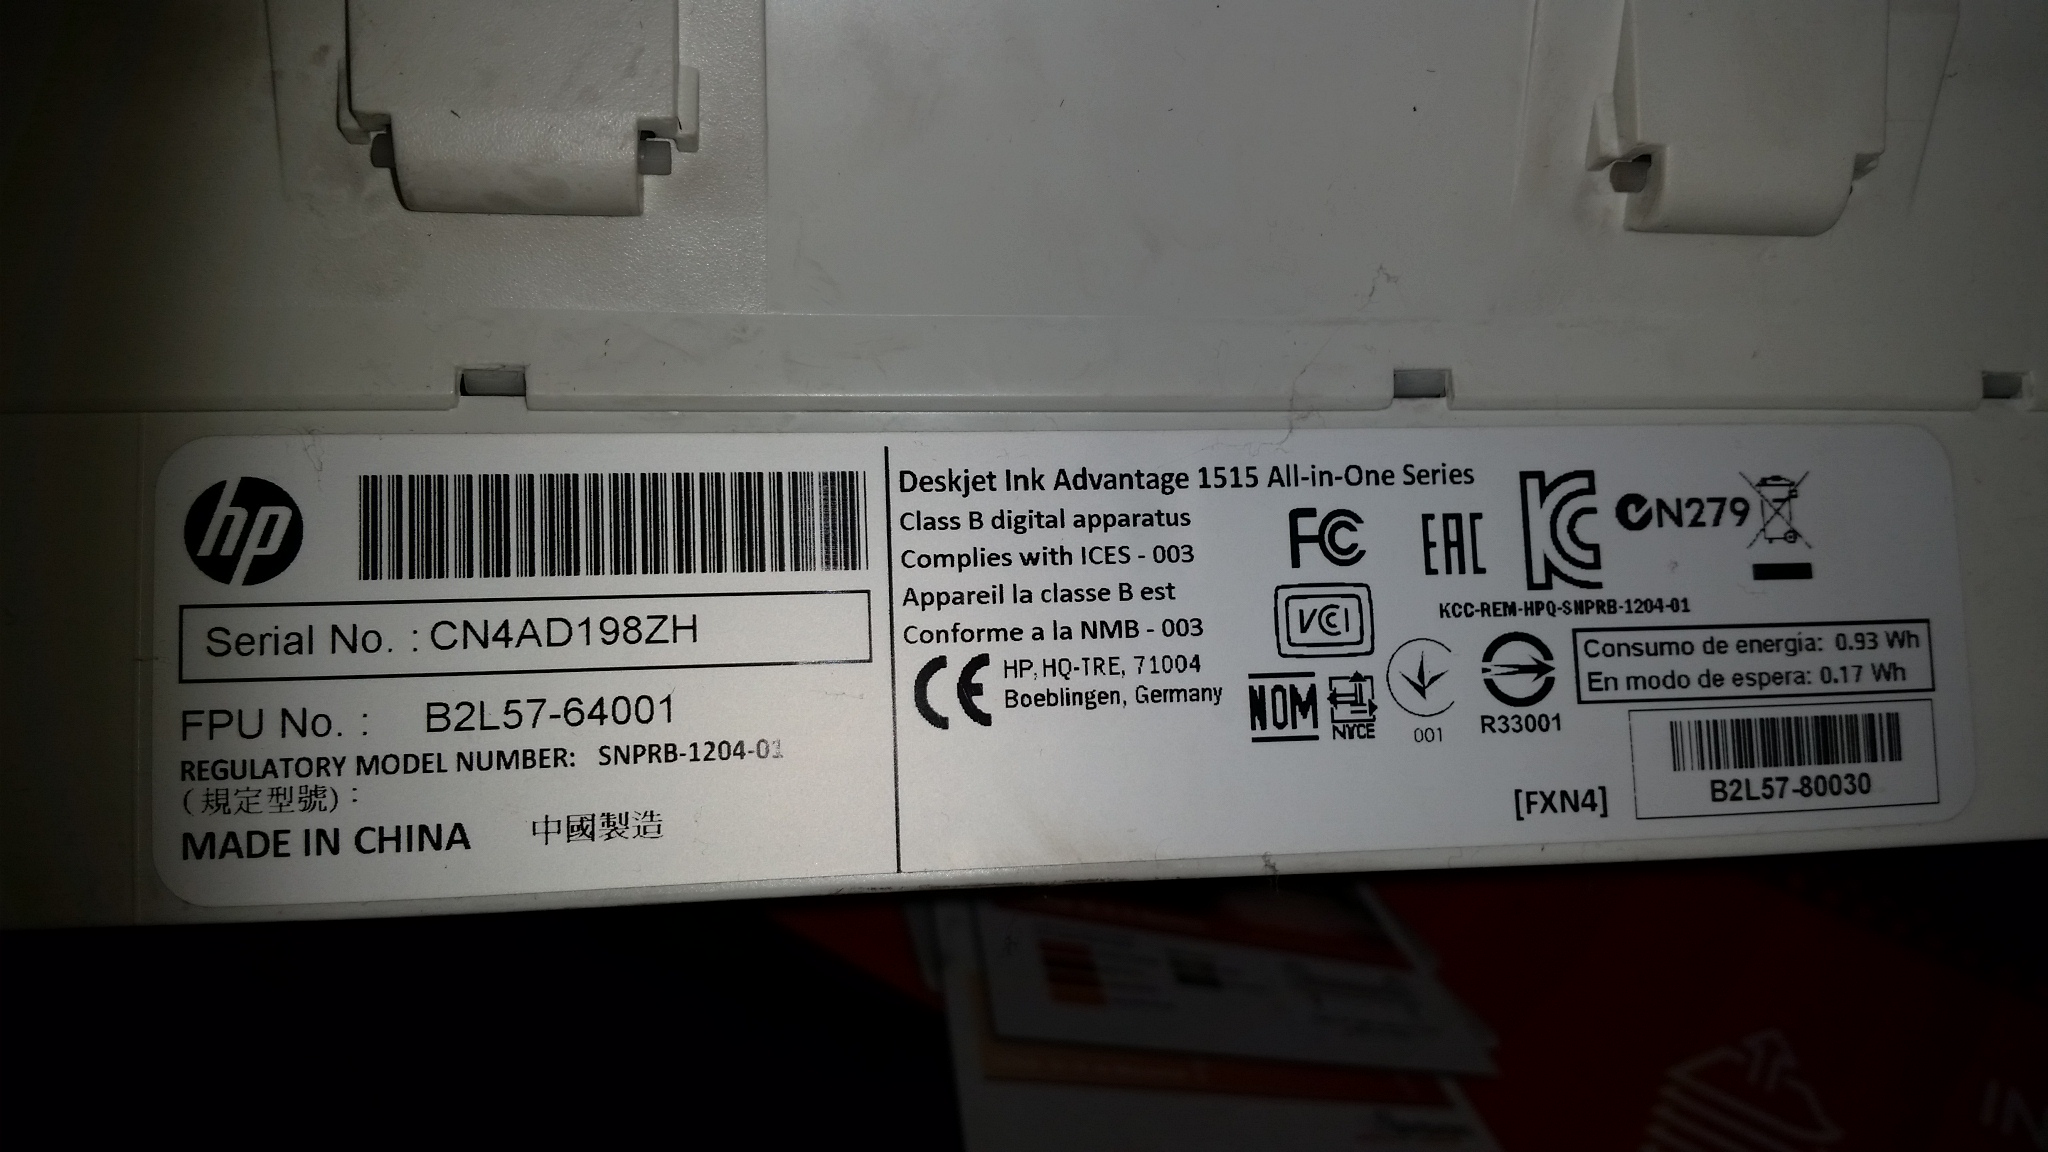 hp
Serial No. : CN4AD198ZH
FPU No. : B2L57-64001
REGULATORY MODEL NUMBER: SNPRB-1204-01
(規定型號) :
MADE IN CHINA 中國製造
Deskjet Ink Advantage 1515 All-in-One Series
Class B digital apparatus
Complies with ICES - 003
Appareil la classe B est
Conforme a la NMB - 003
CE
HP, HQ-TRE, 71004
Boeblingen, Germany
FC
EAC
KC
N279
KCC-REM-HPQ-SNPRB-1204-01
VCCI
NOM
NYCE
001
R33001
Consumo de energía: 0.93 Wh
En modo de espera: 0.17 Wh
[FXN4]
B2L57-80030
IN